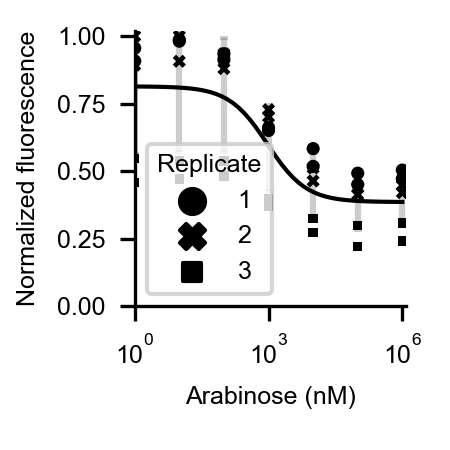 Normalized fluorescence
1.00
0.75
0.50
0.25
0.00
Replicate
1
2
3
10^0 10^3 10^6
Arabinose (nM)